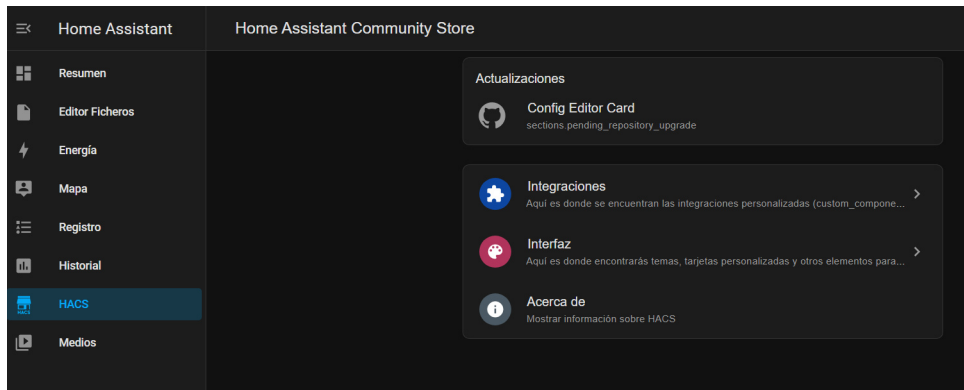 Home Assistant
Home Assistant Community Store
Resumen
Editor Ficheros
Energía
Mapa
Registro
Historial
HACS
HACS
Medios
Actualizaciones
Config Editor Card
sections.pending_repository_upgrade
Integraciones
Aquí es donde se encuentran las integraciones personalizadas (custom_compone...
Interfaz
Aquí es donde encontrarás temas, tarjetas personalizadas y otros elementos para...
Acerca de
Mostrar información sobre HACS